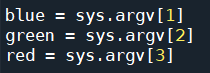 blue = sys.argv[1]
green = sys.argv[2]
red = sys.argv[3]